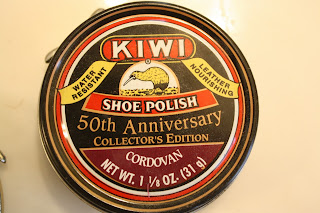 KIWI
WATER
RESISTANT
LEATHER
NOURISHING
SHOE POLISH
50th Anniversary
COLLECTOR'S EDITION
CORDOVAN
NET WT. 1 1/8 OZ. (31 g)